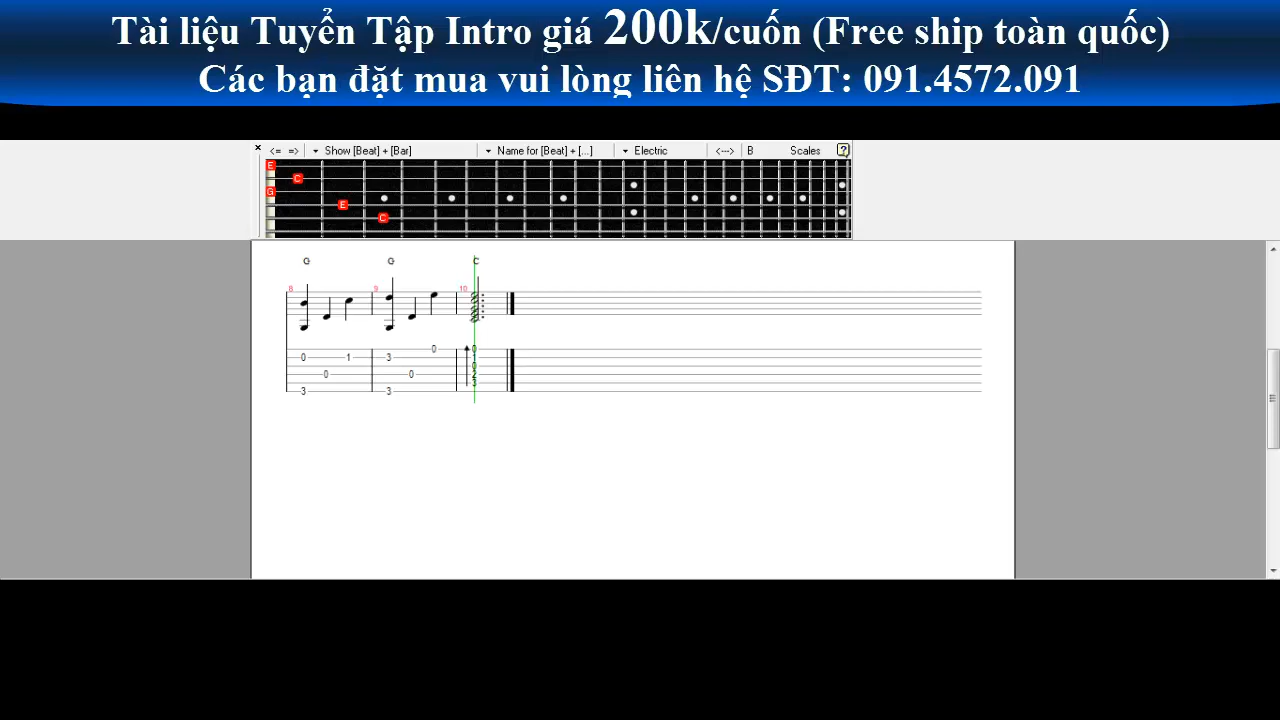 Tài liệu Tuyển Tập Intro giá 200k/cuốn (Free ship toàn quốc)
Các bạn đặt mua vui lòng liên hệ SĐT: 091.4572.091
× <= => Show [Beat] + [Bar] Name for [Beat] + [...] Electric <---> B Scales ?
E
C
G
E
C
G G C
8 9 10
0 0
0 1 3 1
0
0 0 2
3
3 3